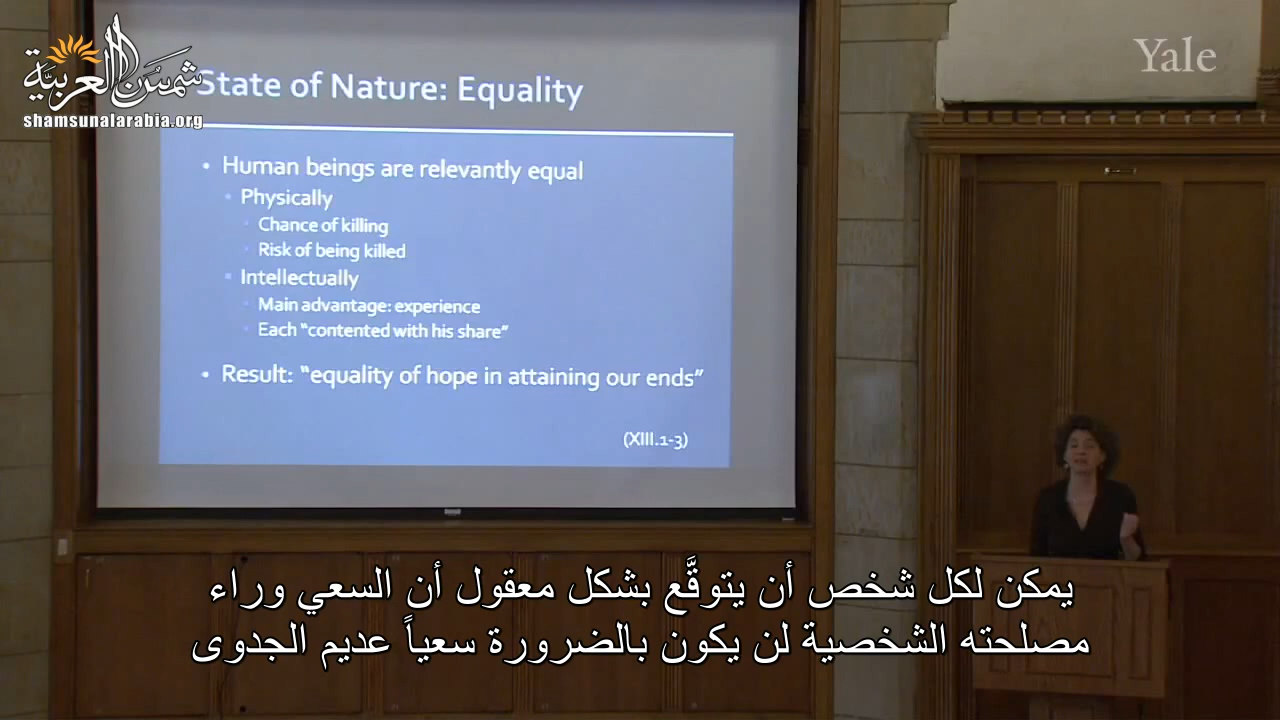 شمس العربية
shamsunalarabia.org
Yale
State of Nature: Equality
• Human beings are relevantly equal
• Physically
• Chance of killing
• Risk of being killed
• Intellectually
• Main advantage: experience
• Each “contented with his share”
• Result: “equality of hope in attaining our ends”
(XIII.1-3)
يمكن لكل شخص أن يتوقَّع بشكل معقول أن السعي وراء
مصلحته الشخصية لن يكون بالضرورة سعياً عديم الجدوى